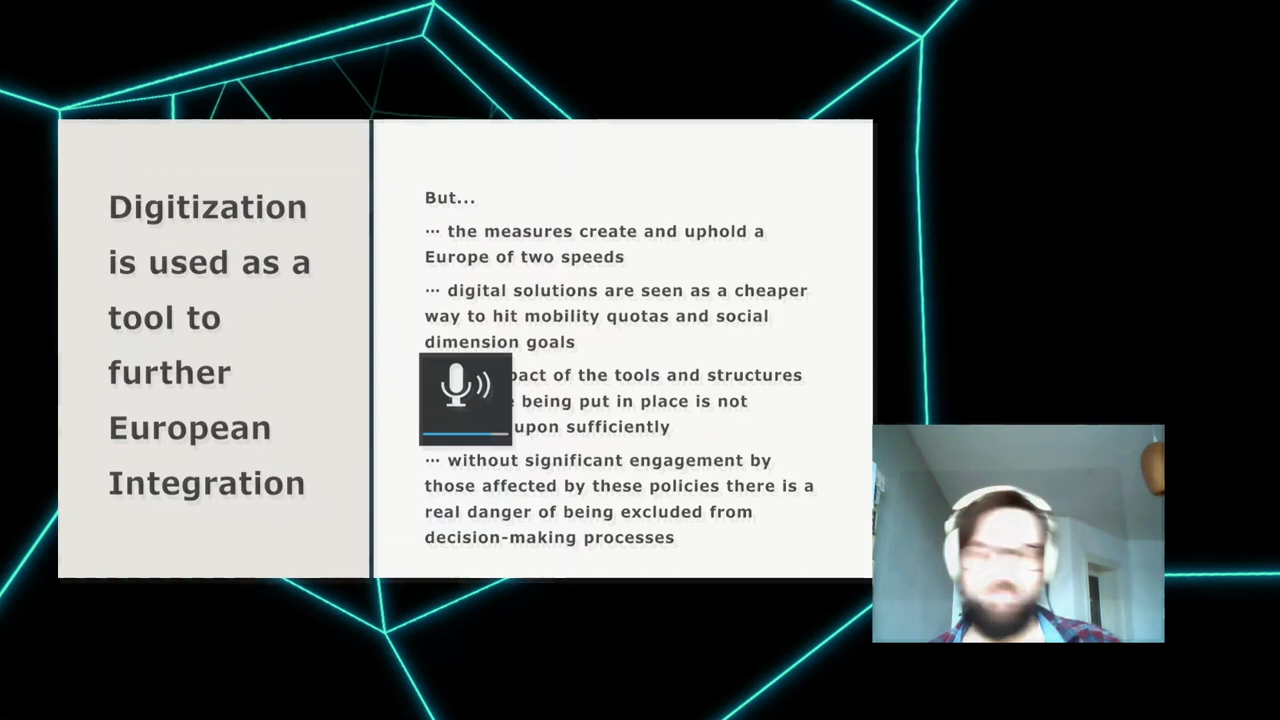 Digitization
is used as a
tool to
further
European
Integration
But...
··· the measures create and uphold a
Europe of two speeds
··· digital solutions are seen as a cheaper
way to hit mobility quotas and social
dimension goals
of the tools and structures
being put in place is not
upon sufficiently
··· without significant engagement by
those affected by these policies there is a
real danger of being excluded from
decision-making processes